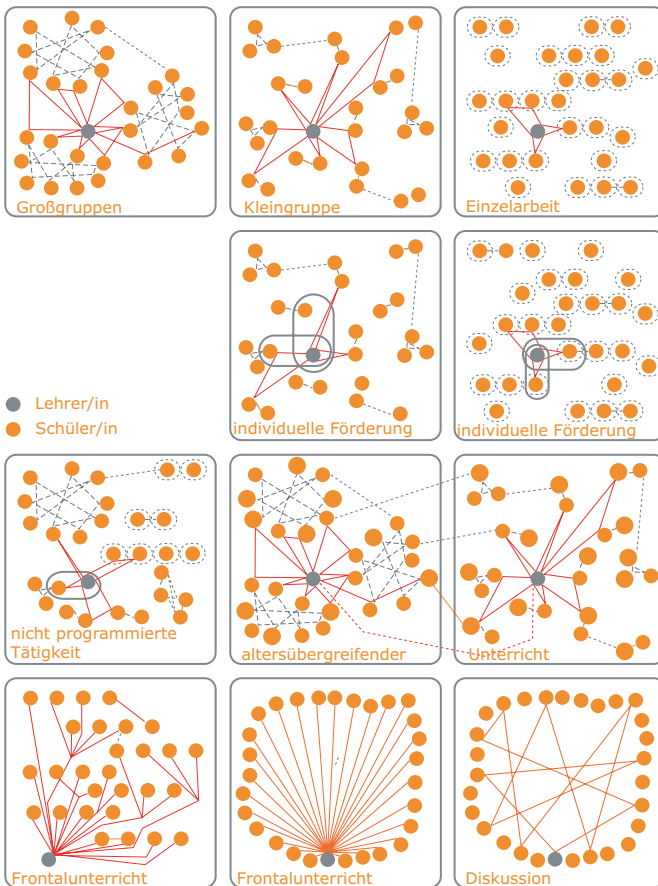 Großgruppen
Kleingruppe
Einzelarbeit
individuelle Förderung
individuelle Förderung
Lehrer/in
Schüler/in
nicht programmierte
Tätigkeit
altersübergreifender
Unterricht
Frontalunterricht
Frontalunterricht
Diskussion